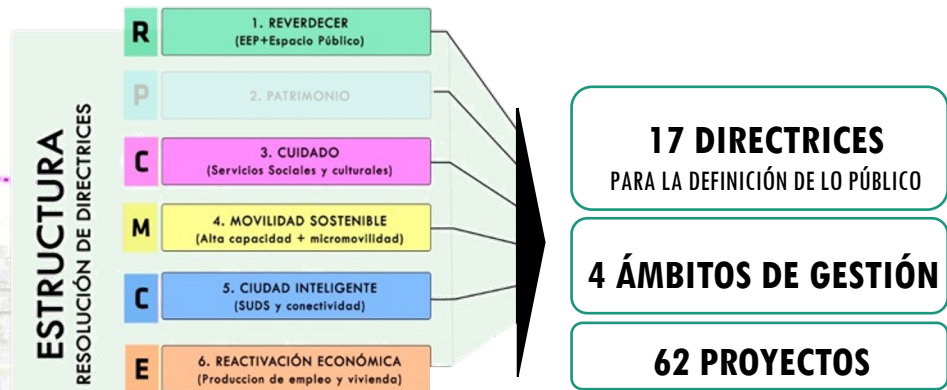 ESTRUCTURA
RESOLUCIÓN DE DIRECTRICES
R
1. REVERDECER
(EEP+Espacio Público)
P
2. PATRIMONIO
C
3. CUIDADO
(Servicios Sociales y culturales)
M
4. MOVILIDAD SOSTENIBLE
(Alta capacidad + micromovilidad)
C
5. CIUDAD INTELIGENTE
(SUDS y conectividad)
E
6. REACTIVACIÓN ECONÓMICA
(Produccion de empleo y vivienda)
17 DIRECTRICES
PARA LA DEFINICIÓN DE LO PÚBLICO
4 ÁMBITOS DE GESTIÓN
62 PROYECTOS